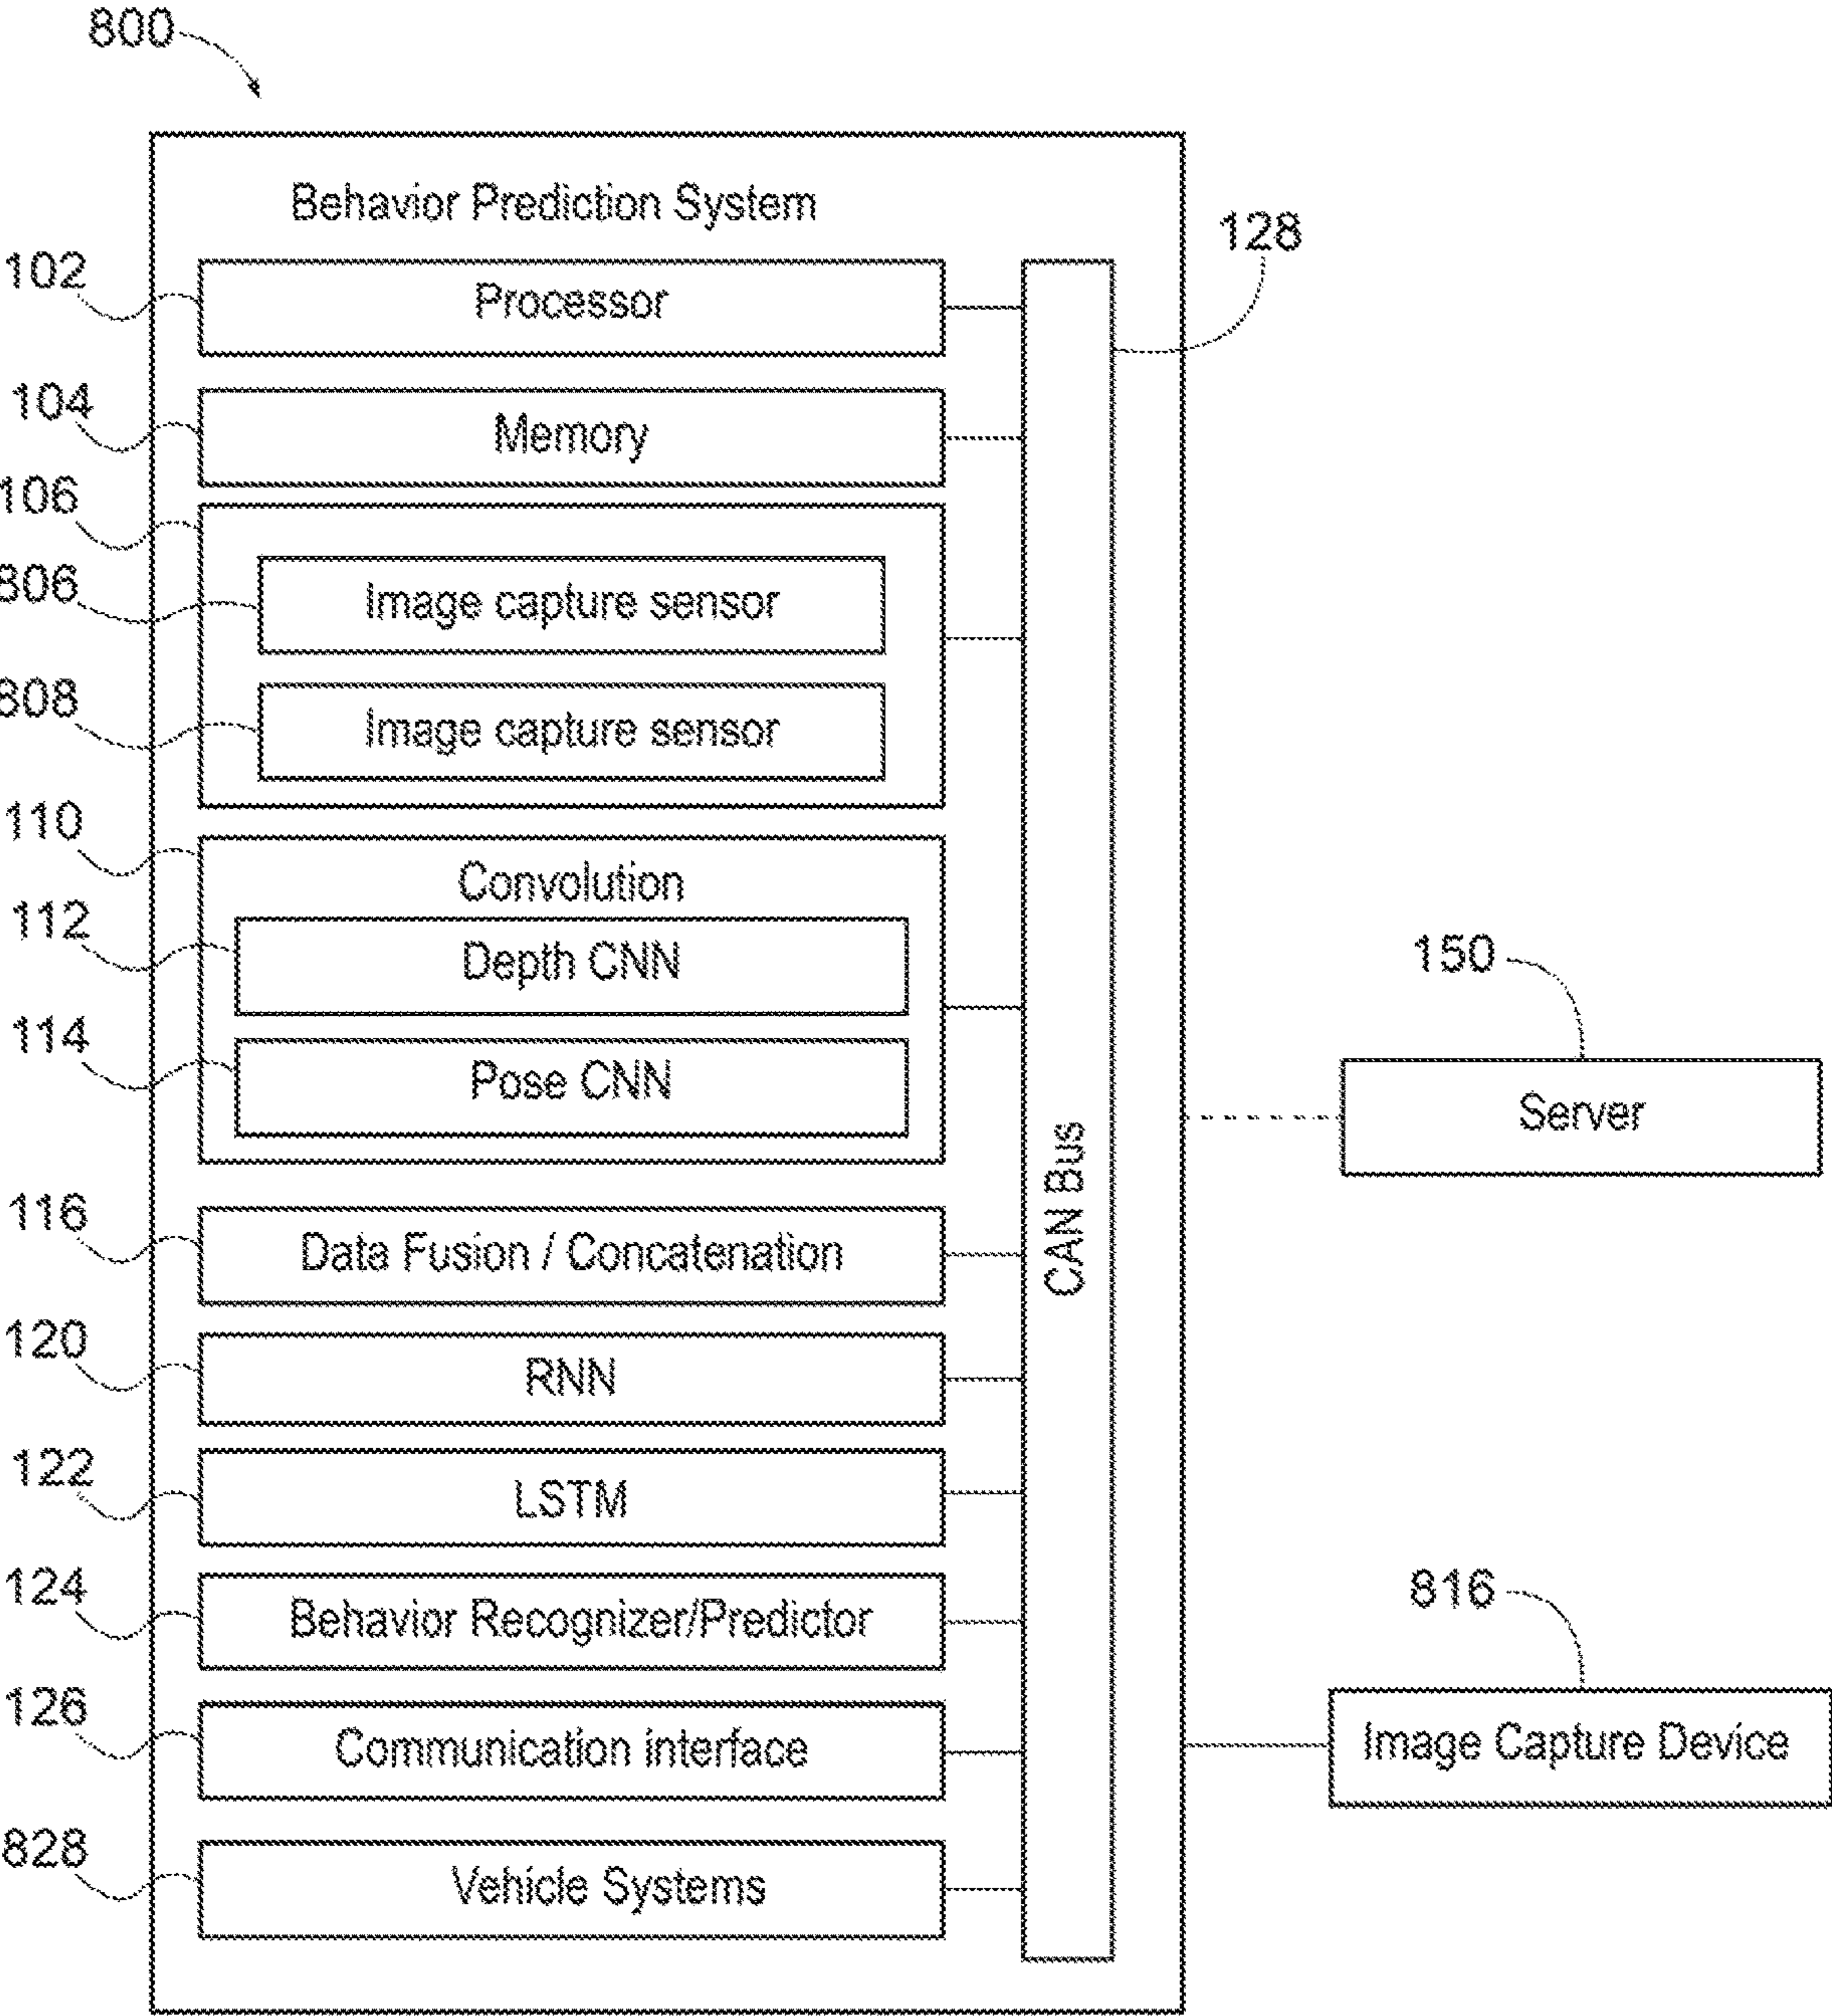 800
Behavior Prediction System
128
102
Processor
104
Memory
106
806
Image capture sensor
808
Image capture sensor
110
Convolution
112
Depth CNN
150
114
Pose CNN
Server
CAN Bus
116
Data Fusion / Concatenation
120
RNN
122
LSTM
124
Behavior Recognizer/Predictor
816
126
Communication interface
Image Capture Device
828
Vehicle Systems